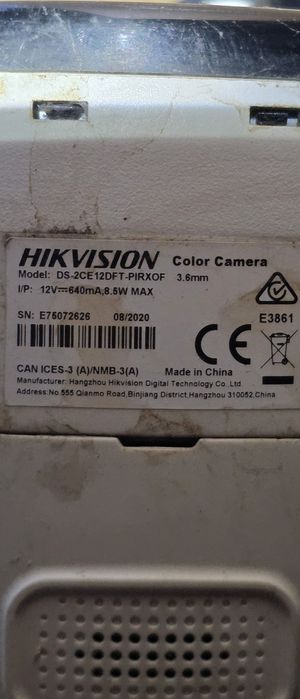 HIKVISION Color Camera
Model: DS-2CE12DFT-PIRXOF 3.6mm
I/P: 12V⎓640mA,8.5W MAX
SN: E75072626 08/2020
E3861
CE
CAN ICES-3 (A)/NMB-3(A) Made in China
Manufacturer: Hangzhou Hikvision Digital Technology Co.,Ltd.
Address:No.555 Qianmo Road,Binjiang District,Hangzhou 310052,China